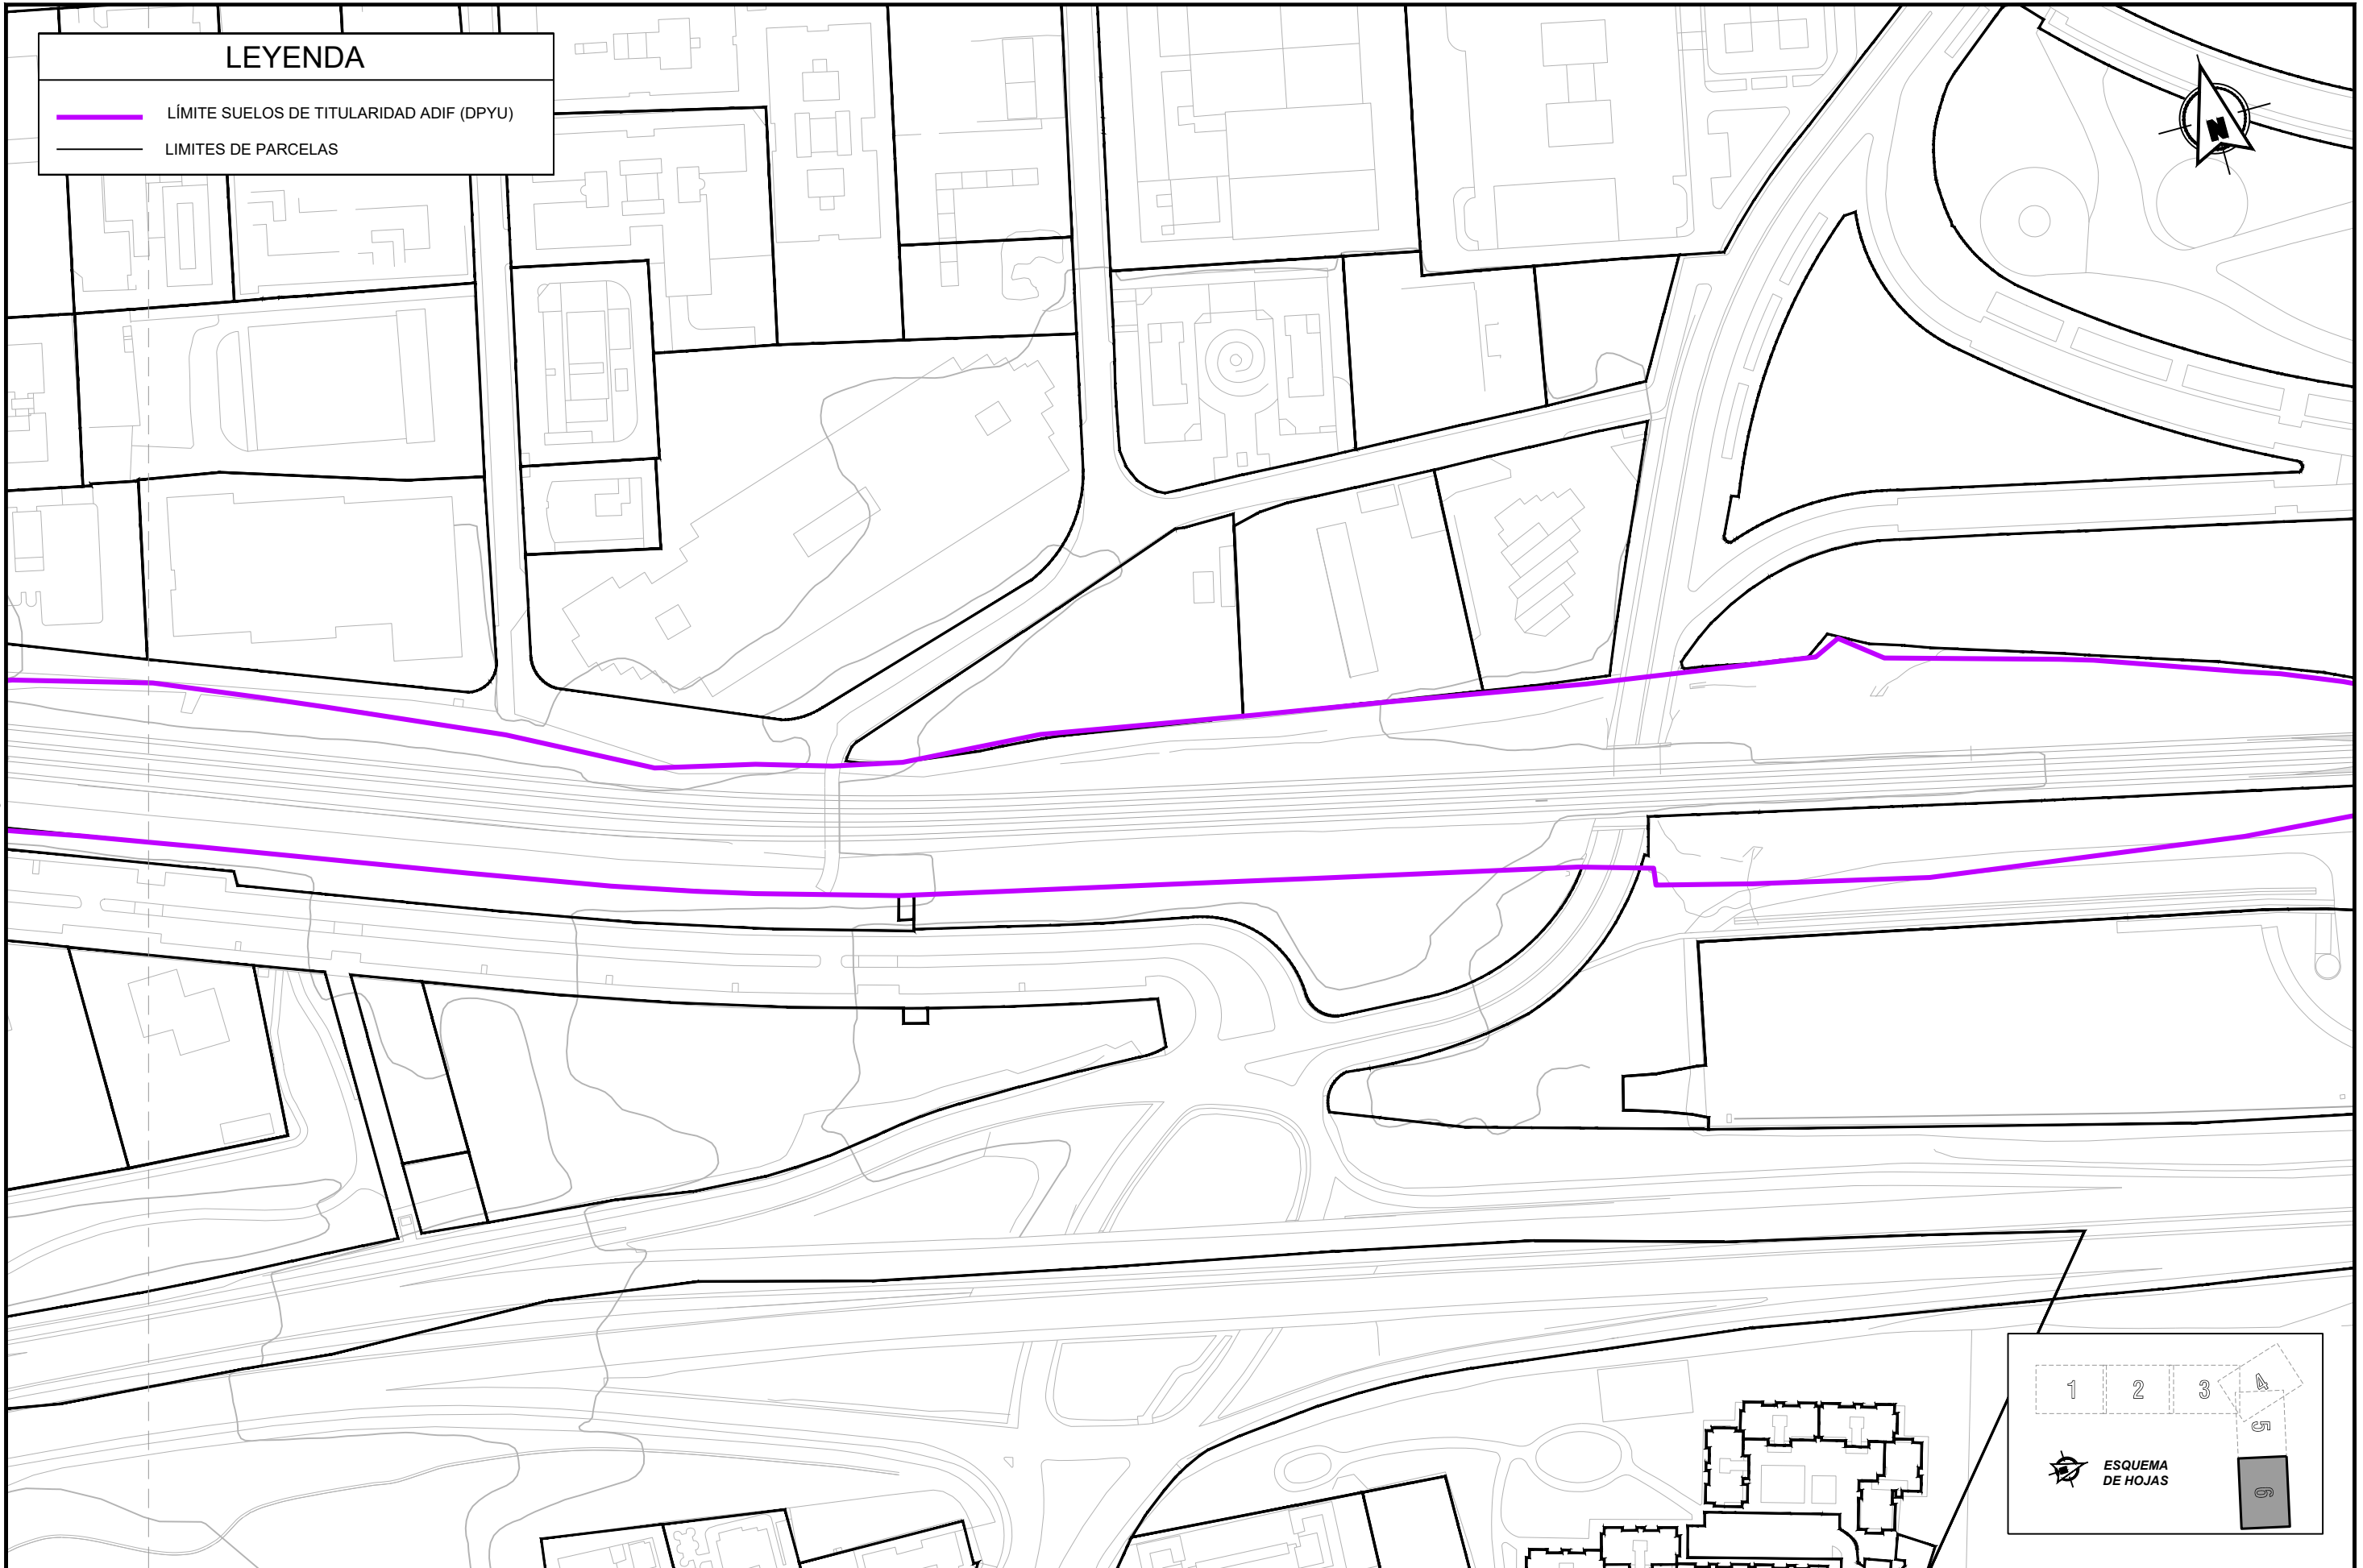 LEYENDA
LÍMITE SUELOS DE TITULARIDAD ADIF (DPYU)
LIMITES DE PARCELAS
N
1 2 3 4
5
6
ESQUEMA
DE HOJAS